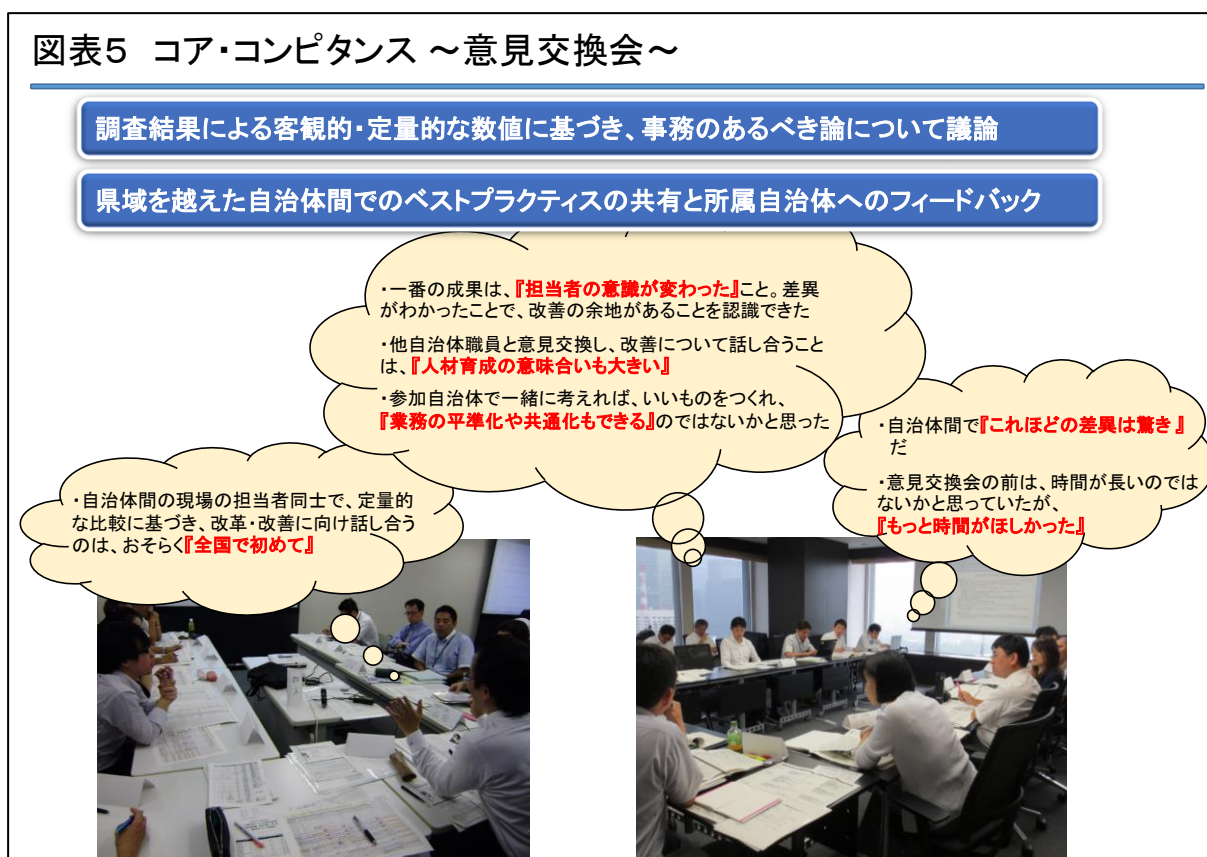 図表5 コア・コンピタンス ～意見交換会～
調査結果による客観的・定量的な数値に基づき、事務のあるべき論について議論
県域を越えた自治体間でのベストプラクティスの共有と所属自治体へのフィードバック
・一番の成果は、『担当者の意識が変わった』こと。差異
がわかったことで、改善の余地があることを認識できた
・他自治体職員と意見交換し、改善について話し合うこと
は、『人材育成の意味合いも大きい』
・参加自治体で一緒に考えれば、いいものをつくれ、
『業務の平準化や共通化もできる』のではないかと思った
・自治体間で『これほどの差異は驚き』
だ
・意見交換会の前は、時間が長いのでは
ないかと思っていたが、
『もっと時間がほしかった』
・自治体間の現場の担当者同士で、定量的
な比較に基づき、改革・改善に向け話し合う
のは、おそらく『全国で初めて』